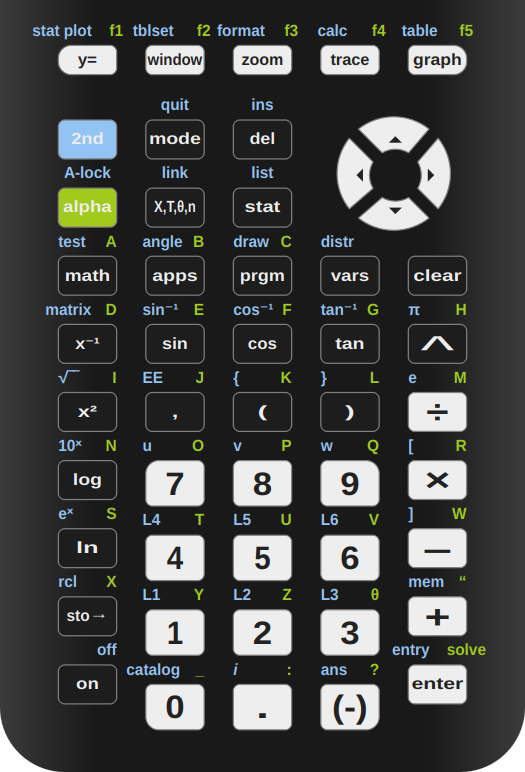 stat plot f1 tblset f2 format f3 calc f4 table f5
y= window zoom trace graph
quit ins
2nd mode del
A-lock link list
alpha X,T,θ,n stat
test A angle B draw C distr
math apps prgm vars clear
matrix D sin⁻¹ E cos⁻¹ F tan⁻¹ G π H
x⁻¹ sin cos tan ^
√‾ I EE J { K } L e M
x² , ( ) ÷
10ˣ N u O v P w Q [ R
log 7 8 9 ×
eˣ S L4 T L5 U L6 V ] W
ln 4 5 6 —
rcl X L1 Y L2 Z L3 θ mem “
sto→ 1 2 3 +
off catalog _ i : ans ? entry solve
on 0 . (-) enter